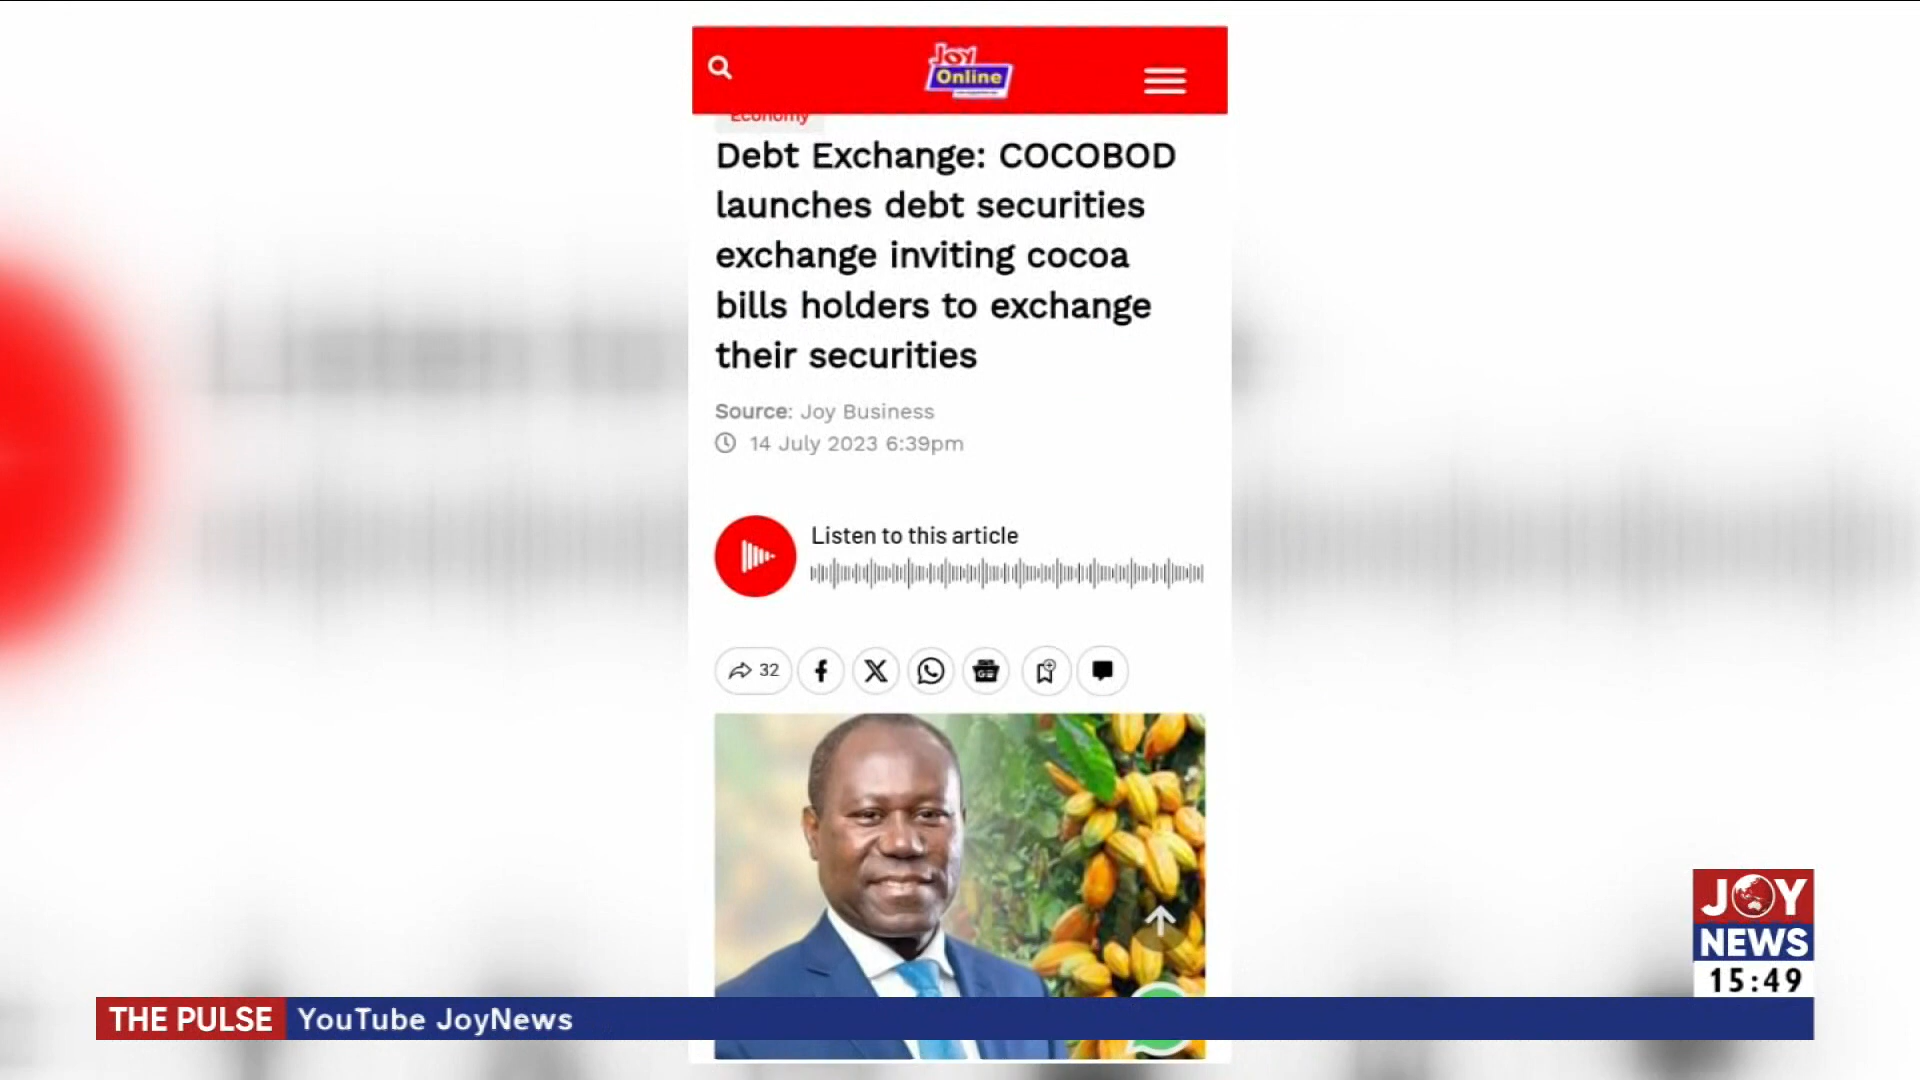 Joy
Online
Economy
Debt Exchange: COCOBOD
launches debt securities
exchange inviting cocoa
bills holders to exchange
their securities
Source: Joy Business
14 July 2023 6:39pm
Listen to this article
32
JOY
NEWS
15:49
THE PULSE YouTube JoyNews